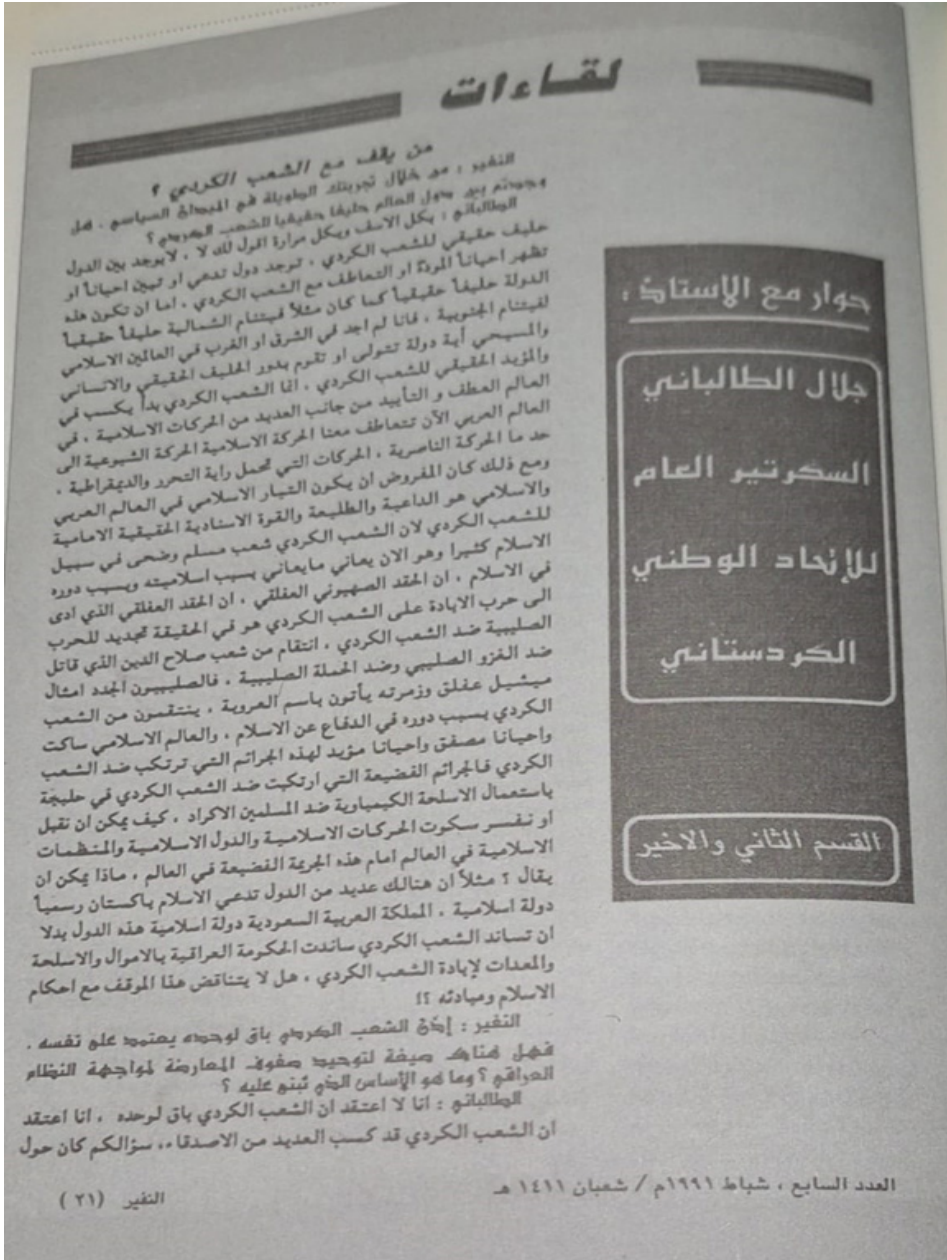 لقاءات
من يقف مع الشعب الكردي ؟
النفير : من خلال تجربتك الطويلة في الميدان السياسي . هل
وجدتم بين دول العالم حليفا حقيقيا للشعب الكردي ؟
الطالباني : بكل الاسف وبكل مرارة اقول لك لا ، لايوجد بين الدول
حليف حقيقي للشعب الكردي ، توجد دول تدعي او تبين احياناً او
تظهر احياناً المودة او التعاطف مع الشعب الكردي ، اما ان تكون هذه
الدولة حليفاً حقيقياً كما كان مثلاً فيتنام الشمالية حليفاً حقيقياً
لفيتنام الجنوبية ، فانا لم اجد في الشرق او الغرب في العالمين الاسلامي
والمسيحي أية دولة تتولى او تقوم بدور الحليف الحقيقي والانساني
والمؤيد الحقيقي للشعب الكردي ، انما الشعب الكردي بدأ يكسب في
العالم العطف و التأييد من جانب العديد من الحركات الاسلامية ، في
العالم العربي الآن تتعاطف معنا الحركة الاسلامية الحركة الشيوعية الى
حد ما الحركة الناصرية ، الحركات التي تحمل راية التحرر والديمقراطية .
ومع ذلك كان المفروض ان يكون التيار الاسلامي في العالم العربي
والاسلامي هو الداعية والطليعة والقوة الاسنادية الحقيقية الامامية
للشعب الكردي لان الشعب الكردي شعب مسلم وضحى في سبيل
الاسلام كثيرا وهو الان يعاني مايعاني بسبب اسلاميته وبسبب دوره
في الاسلام ، ان الحقد الصهيوني العفلقي ، ان الحقد العفلقي الذي ادى
الى حرب الابادة على الشعب الكردي هو في الحقيقة تجديد للحرب
الصليبية ضد الشعب الكردي ، انتقام من شعب صلاح الدين الذي قاتل
ضد الغزو الصليبي وضد الحملة الصليبية ، فالصليبيون الجدد امثال
ميشيل عفلق وزمرته يأتون باسم العروبة ، ينتقمون من الشعب
الكردي بسبب دوره في الدفاع عن الاسلام ، والعالم الاسلامي ساكت
واحيانا مصفق واحيانا مؤيد لهذه الجرائم التي ترتكب ضد الشعب
الكردي فالجرائم الفضيعة التي ارتكبت ضد الشعب الكردي في حلبجة
باستعمال الاسلحة الكيمياوية ضد المسلمين الاكراد ، كيف يمكن ان نقبل
او نفسر سكوت الحركات الاسلامية والدول الاسلامية والمنظمات
الاسلامية في العالم امام هذه الجريمة الفضيعة في العالم ، ماذا يمكن ان
يقال ؟ مثلاً ان هنالك عديد من الدول تدعي الاسلام باكستان رسمياً
دولة اسلامية ، المملكة العربية السعودية دولة اسلامية هذه الدول بدلا
ان تساند الشعب الكردي ساندت الحكومة العراقية بالاموال والاسلحة
والمعدات لإبادة الشعب الكردي ، هل لا يتناقض هذا الموقف مع احكام
الاسلام ومبادئه ؟!
النفير : إذن الشعب الكردي باق لوحده يعتمد على نفسه .
فهل هناك صيغة لتوحيد صفوف المعارضة لمواجهة النظام
العراقي ؟ وما هو الأساس الذي تبنى عليه ؟
الطالباني : انا لا اعتقد ان الشعب الكردي باق لوحده ، انا اعتقد
ان الشعب الكردي قد كسب العديد من الاصدقاء ، سؤالكم كان حول
حوار مع الاستاذ :
جلال الطالباني
السكرتير العام
للإتحاد الوطني
الكردستاني
القسم الثاني والاخير
العدد السابع ، شباط ١٩٩١م / شعبان ١٤١١ هـ
النفير (٢١)